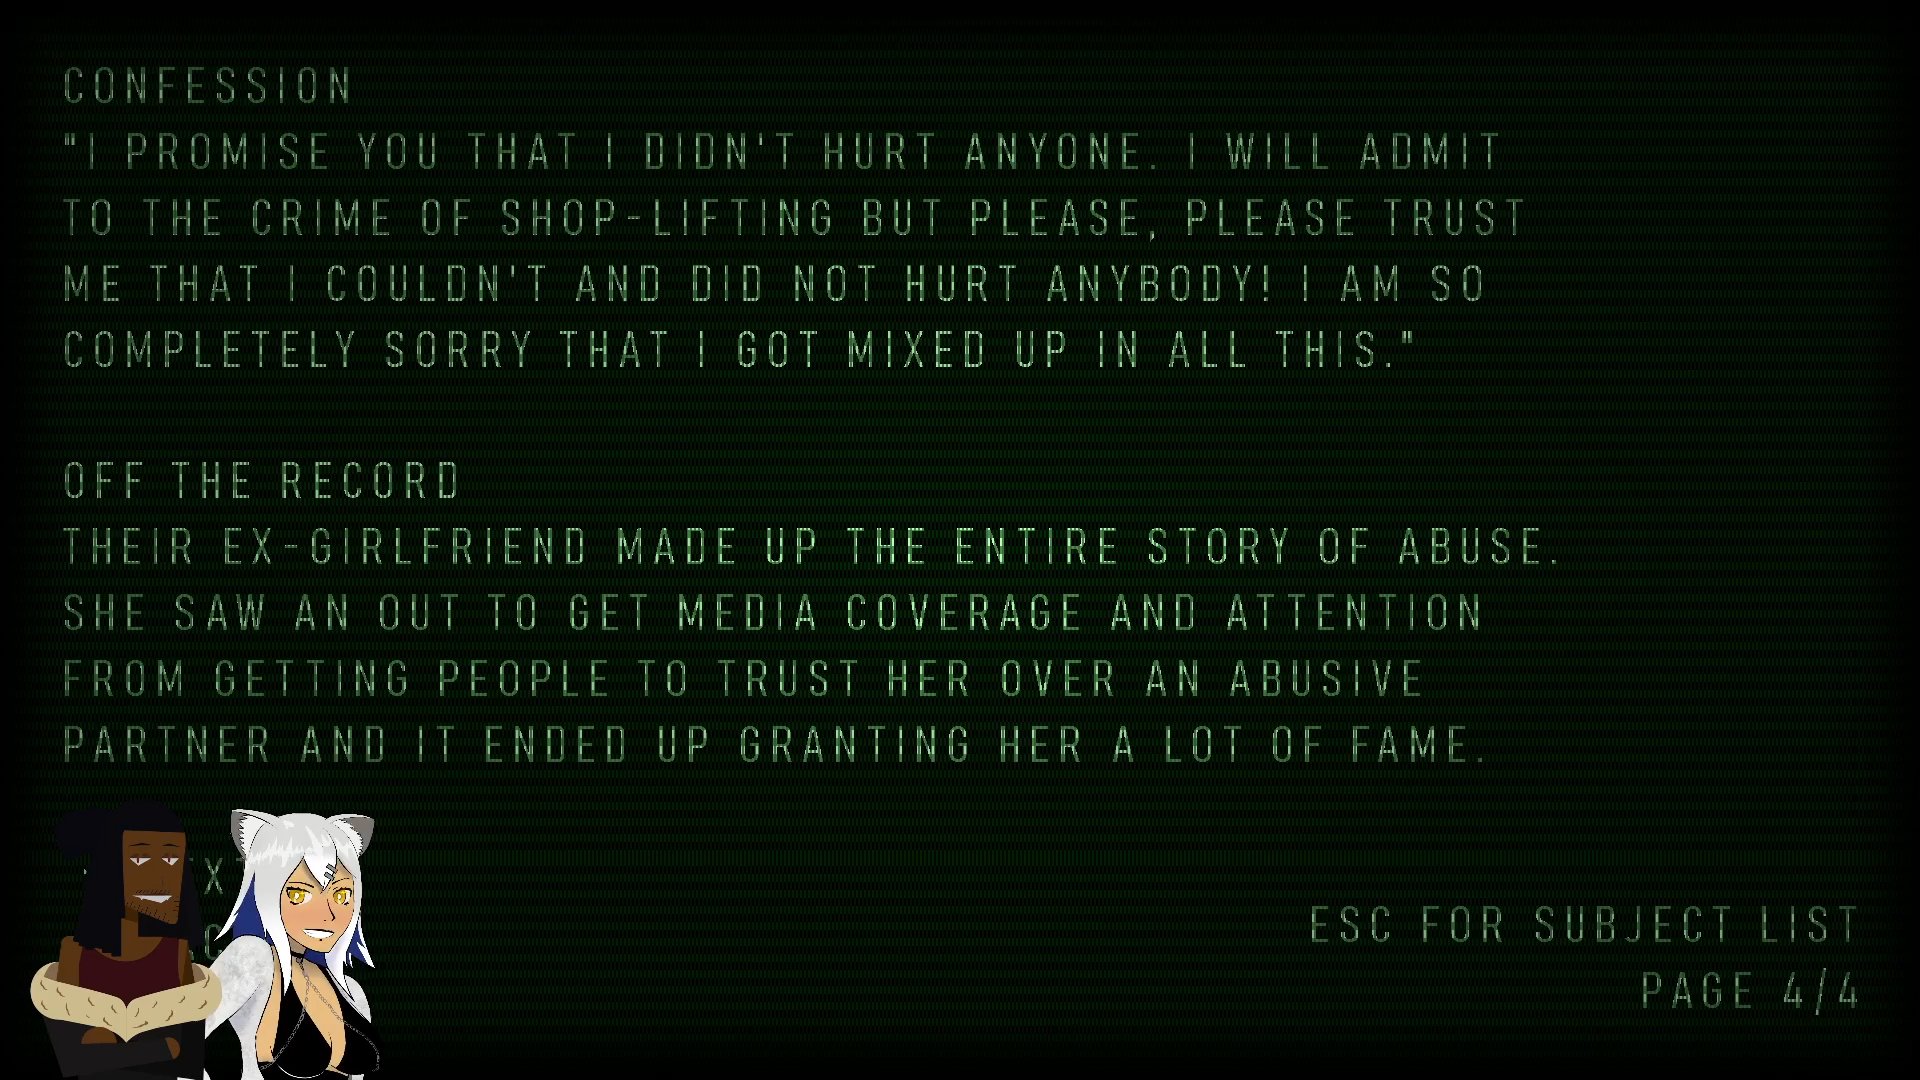 CONFESSION
"I PROMISE YOU THAT I DIDN'T HURT ANYONE. I WILL ADMIT
TO THE CRIME OF SHOP-LIFTING BUT PLEASE, PLEASE TRUST
ME THAT I COULDN'T AND DID NOT HURT ANYBODY! I AM SO
COMPLETELY SORRY THAT I GOT MIXED UP IN ALL THIS."
OFF THE RECORD
THEIR EX-GIRLFRIEND MADE UP THE ENTIRE STORY OF ABUSE.
SHE SAW AN OUT TO GET MEDIA COVERAGE AND ATTENTION
FROM GETTING PEOPLE TO TRUST HER OVER AN ABUSIVE
PARTNER AND IT ENDED UP GRANTING HER A LOT OF FAME.
ESC FOR SUBJECT LIST
PAGE 4/4